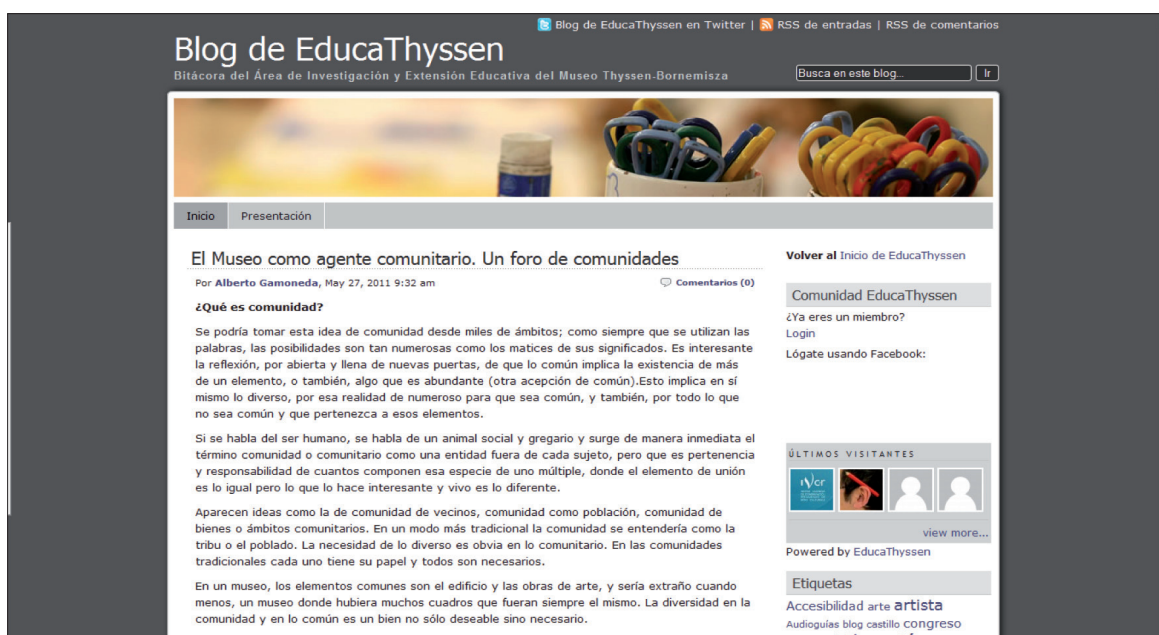 Blog de EducaThyssen en Twitter | RSS de entradas | RSS de comentarios
Blog de EducaThyssen
Bitácora del Área de Investigación y Extensión Educativa del Museo Thyssen-Bornemisza
Busca en este blog... Ir
Inicio Presentación
El Museo como agente comunitario. Un foro de comunidades
Por Alberto Gamoneda, May 27, 2011 9:32 am Comentarios (0)
¿Qué es comunidad?
Se podría tomar esta idea de comunidad desde miles de ámbitos; como siempre que se utilizan las
palabras, las posibilidades son tan numerosas como los matices de sus significados. Es interesante
la reflexión, por abierta y llena de nuevas puertas, de que lo común implica la existencia de más
de un elemento, o también, algo que es abundante (otra acepción de común).Esto implica en sí
mismo lo diverso, por esa realidad de numeroso para que sea común, y también, por todo lo que
no sea común y que pertenezca a esos elementos.
Si se habla del ser humano, se habla de un animal social y gregario y surge de manera inmediata el
término comunidad o comunitario como una entidad fuera de cada sujeto, pero que es pertenencia
y responsabilidad de cuantos componen esa especie de uno múltiple, donde el elemento de unión
es lo igual pero lo que lo hace interesante y vivo es lo diferente.
Aparecen ideas como la de comunidad de vecinos, comunidad como población, comunidad de
bienes o ámbitos comunitarios. En un modo más tradicional la comunidad se entendería como la
tribu o el poblado. La necesidad de lo diverso es obvia en lo comunitario. En las comunidades
tradicionales cada uno tiene su papel y todos son necesarios.
En un museo, los elementos comunes son el edificio y las obras de arte, y sería extraño cuando
menos, un museo donde hubiera muchos cuadros que fueran siempre el mismo. La diversidad en la
comunidad y en lo común es un bien no sólo deseable sino necesario.
Volver al Inicio de EducaThyssen
Comunidad EducaThyssen
¿Ya eres un miembro?
Login
Lógate usando Facebook:
ÚLTIMOS VISITANTES
view more...
Powered by EducaThyssen
Etiquetas
Accesibilidad arte artista
Audioguías blog castillo congreso